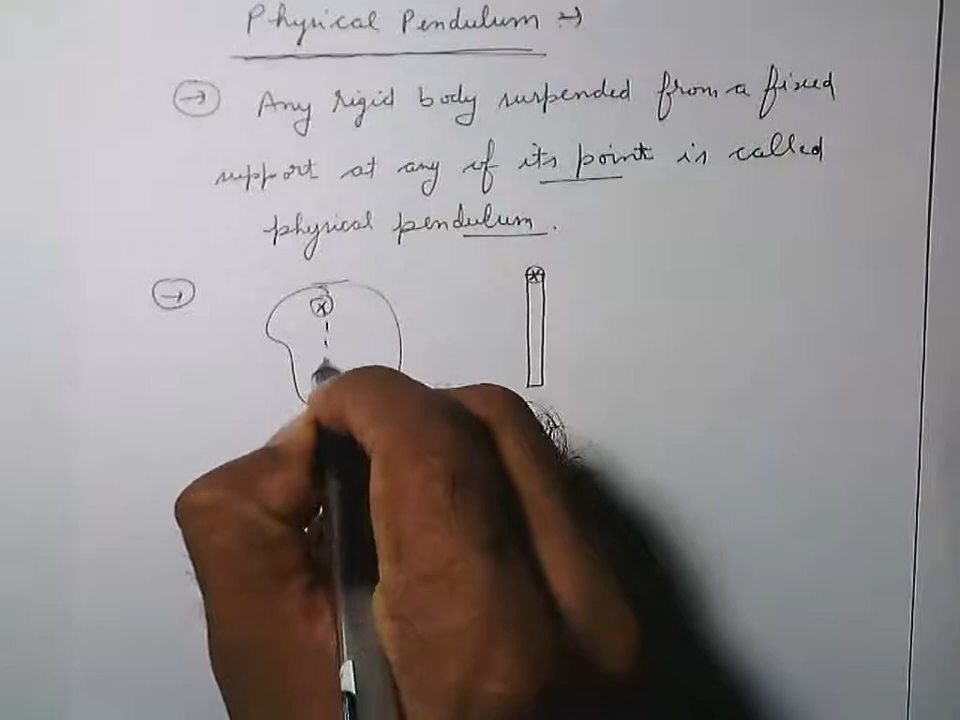 Physical Pendulum :→
→ Any rigid body suspended from a fixed
support at any of its point is called
physical pendulum.
→